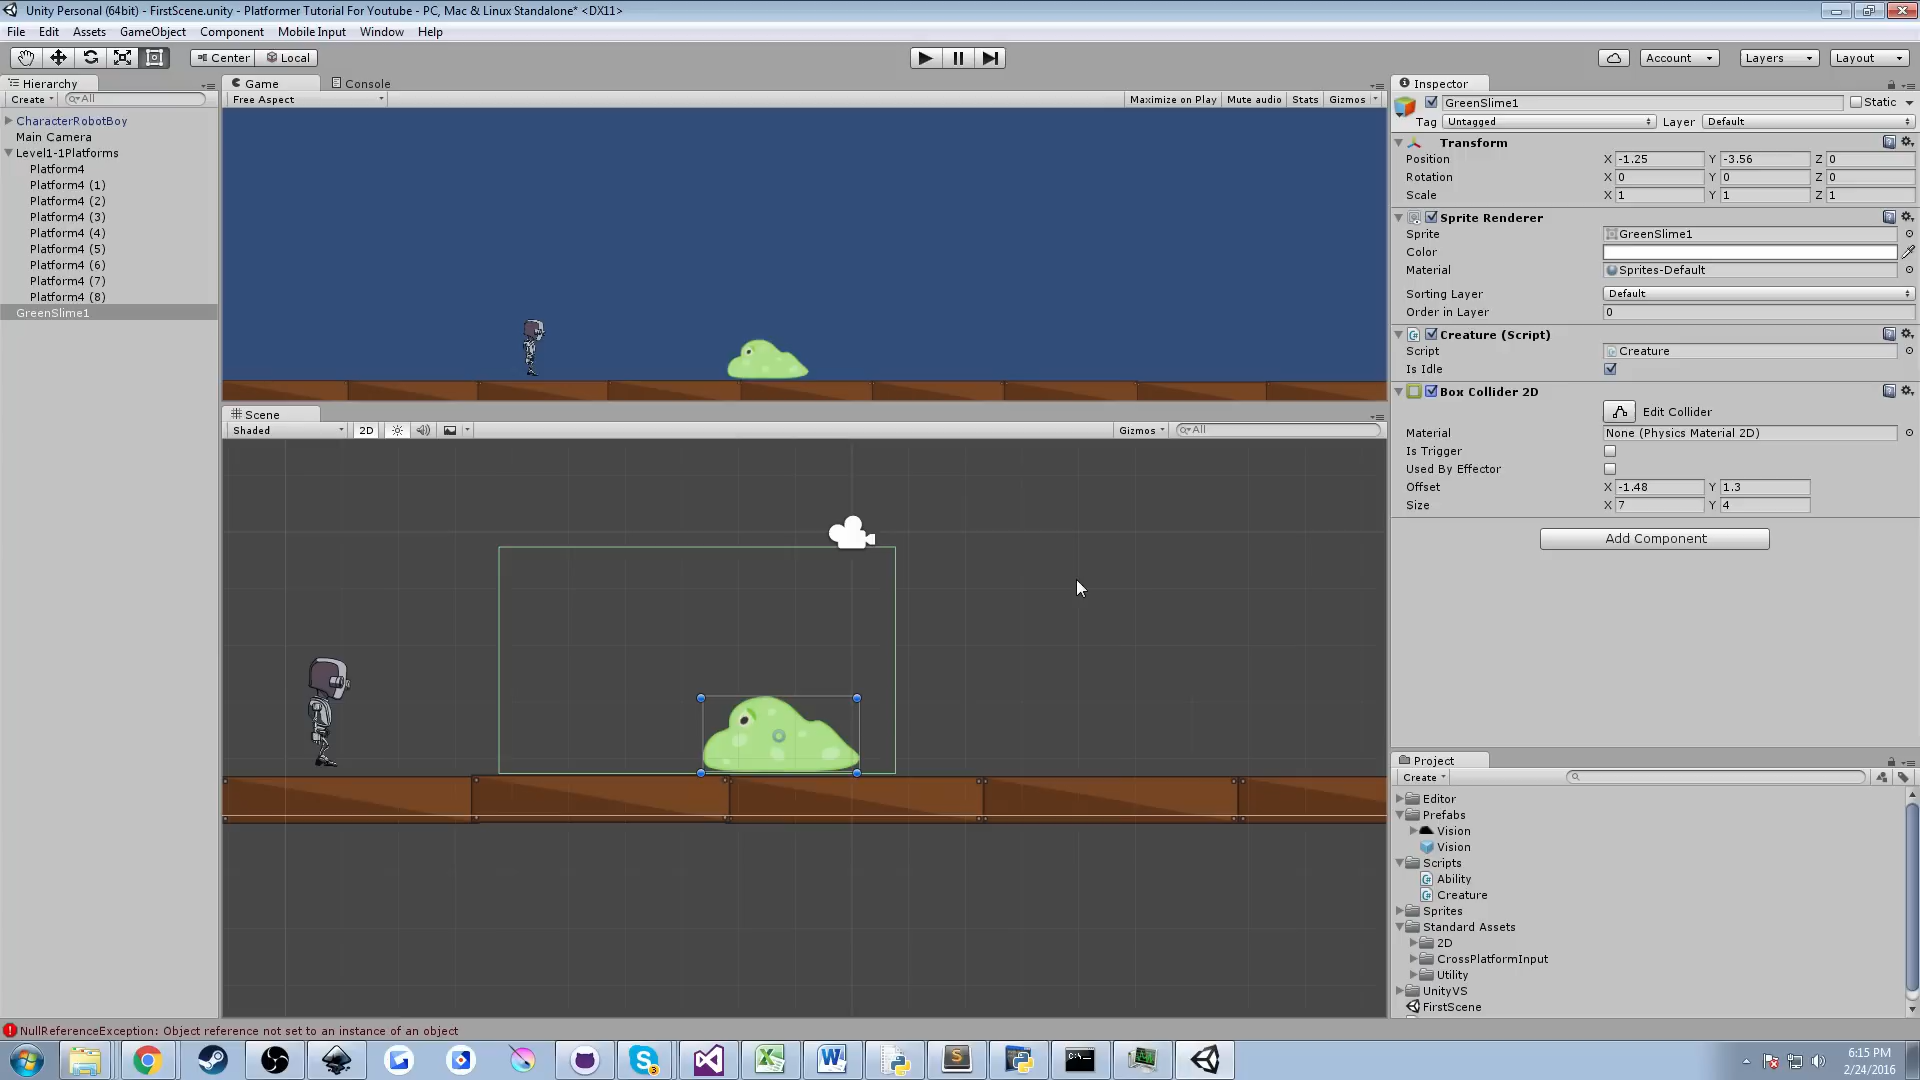 Unity Personal (64bit) - FirstScene.unity - Platformer Tutorial For Youtube - PC, Mac & Linux Standalone* <DX11>
File Edit Assets GameObject Component Mobile Input Window Help
Center Local Account Layers Layout
Hierarchy
Create All
CharacterRobotBoy
Main Camera
Level1-1Platforms
Platform4
Platform4 (1)
Platform4 (2)
Platform4 (3)
Platform4 (4)
Platform4 (5)
Platform4 (6)
Platform4 (7)
Platform4 (8)
GreenSlime1
Game Console
Free Aspect Maximize on Play Mute audio Stats Gizmos
Scene
Shaded 2D Gizmos All
Inspector
GreenSlime1 Static
Tag Untagged Layer Default
Transform
Position X -1.25 Y -3.56 Z 0
Rotation X 0 Y 0 Z 0
Scale X 1 Y 1 Z 1
Sprite Renderer
Sprite GreenSlime1
Color
Material Sprites-Default
Sorting Layer Default
Order in Layer 0
Creature (Script)
Script Creature
Is Idle
Box Collider 2D
Edit Collider
Material None (Physics Material 2D)
Is Trigger
Used By Effector
Offset X -1.48 Y 1.3
Size X 7 Y 4
Add Component
Project
Create
Editor
Prefabs
Vision
Vision
Scripts
Ability
Creature
Sprites
Standard Assets
2D
CrossPlatformInput
Utility
UnityVS
FirstScene
NullReferenceException: Object reference not set to an instance of an object
6:15 PM
2/24/2016